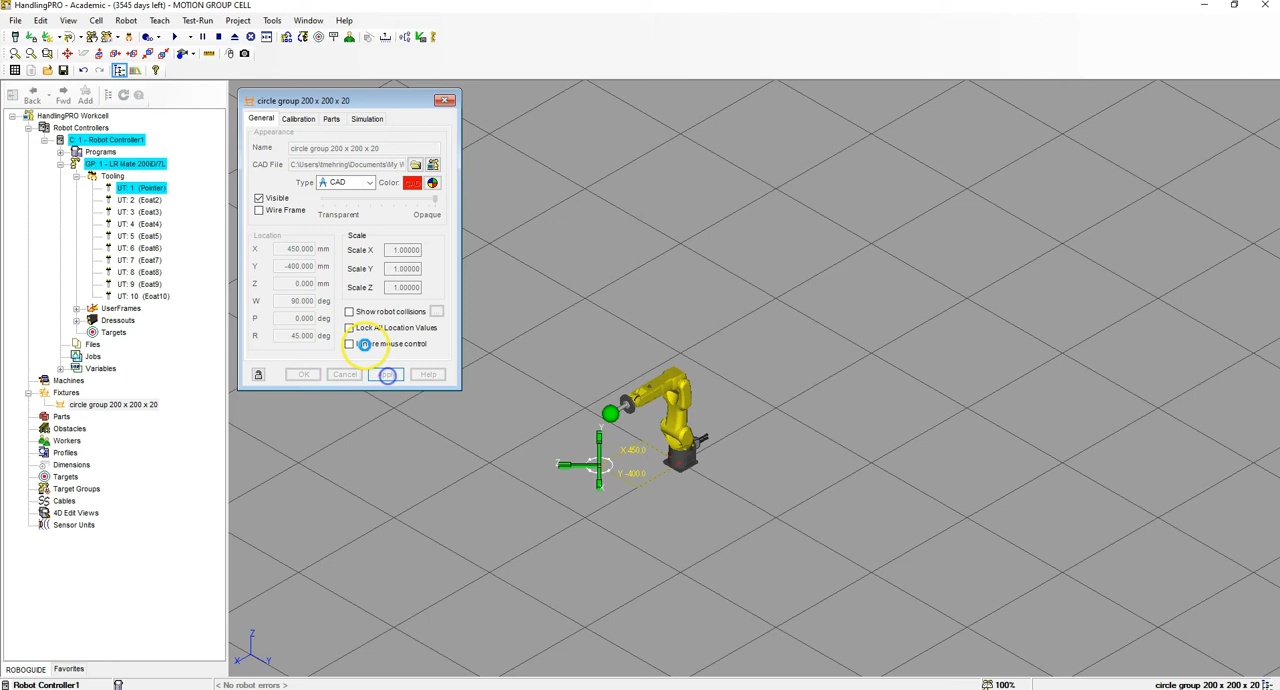 HandlingPRO - Academic - (3545 days left) - MOTION GROUP CELL
File Edit View Cell Robot Teach Test-Run Project Tools Window Help
Back Fwd Add
HandlingPRO Workcell
Robot Controllers
C: 1 - Robot Controller1
Programs
GP: 1 - LR Mate 200iD/7L
Tooling
UT: 1 (Pointer)
UT: 2 (Eoat2)
UT: 3 (Eoat3)
UT: 4 (Eoat4)
UT: 5 (Eoat5)
UT: 6 (Eoat6)
UT: 7 (Eoat7)
UT: 8 (Eoat8)
UT: 9 (Eoat9)
UT: 10 (Eoat10)
UserFrames
Dressouts
Targets
Files
Jobs
Variables
Machines
Fixtures
circle group 200 x 200 x 20
Parts
Obstacles
Workers
Profiles
Dimensions
Targets
Target Groups
Cables
4D Edit Views
Sensor Units
ROBOGUIDE Favorites
circle group 200 x 200 x 20
General Calibration Parts Simulation
Appearance
Name circle group 200 x 200 x 20
CAD File C:\Users\tmehring\Documents\My W
Type CAD Color:
Visible
Wire Frame Transparent Opaque
Location Scale
X 450.000 mm Scale X 1.00000
Y -400.000 mm Scale Y 1.00000
Z 0.000 mm Scale Z 1.00000
W 90.000 deg
P 0.000 deg Show robot collisions ...
R 45.000 deg Lock All Location Values
mouse control
OK Cancel Apply Help
Y
X:450.0
Z
Y -400.0
X
Z
X Y
Robot Controller1 < No robot errors > 100% circle group 200 x 200 x 20